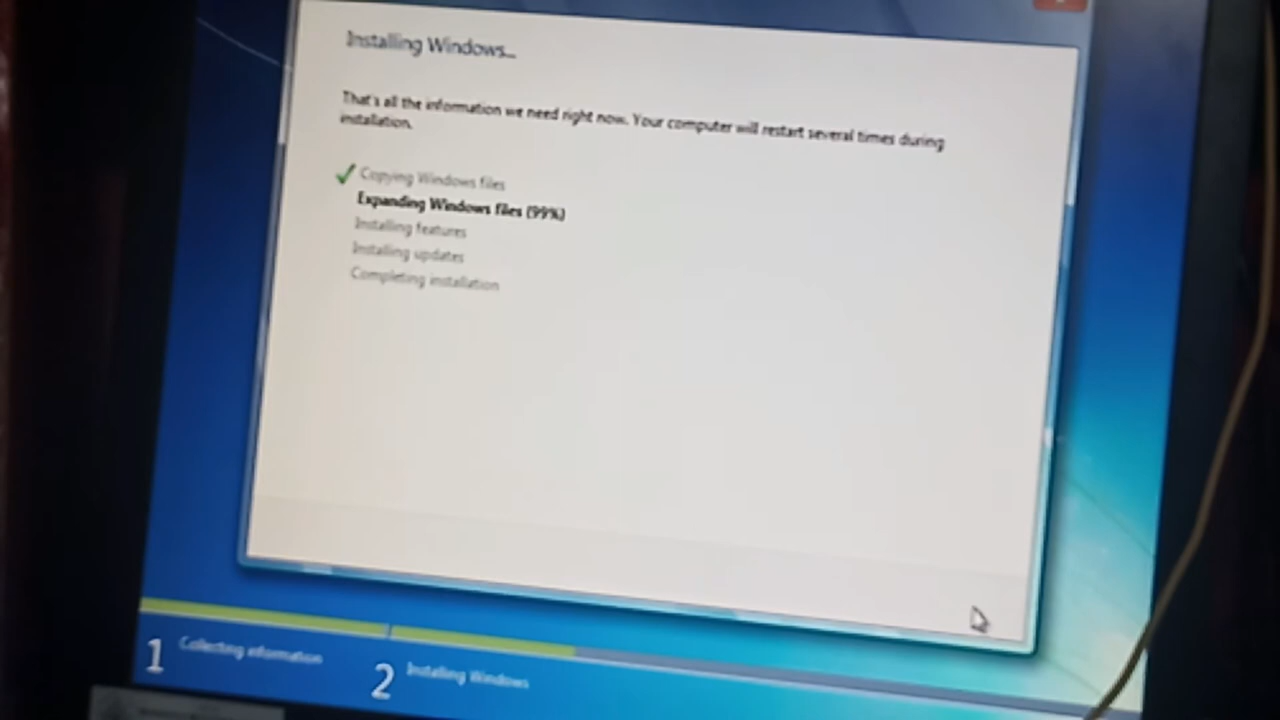 Installing Windows...
That's all the information we need right now. Your computer will restart several times during
installation.
Copying Windows files
Expanding Windows files (99%)
Installing features
Installing updates
Completing installation
1 Collecting information
2 Installing Windows